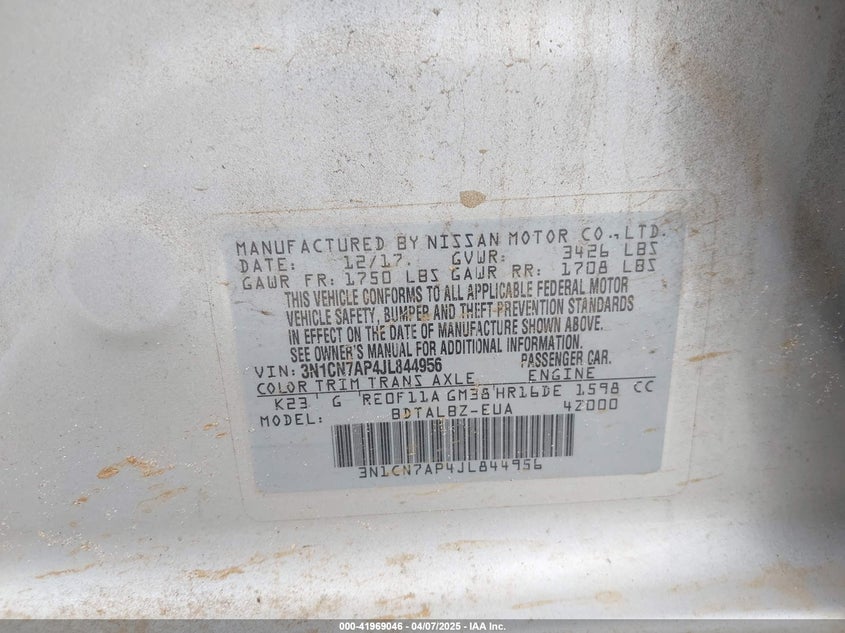 MANUFACTURED BY NISSAN MOTOR CO.,LTD.
DATE: 12/17. GVWR: 3426 LBS
GAWR FR: 1750 LBS GAWR RR: 1708 LBS
THIS VEHICLE CONFORMS TO ALL APPLICABLE FEDERAL MOTOR
VEHICLE SAFETY, BUMPER AND THEFT PREVENTION STANDARDS
IN EFFECT ON THE DATE OF MANUFACTURE SHOWN ABOVE.
SEE OWNER'S MANUAL FOR ADDITIONAL INFORMATION.
VIN: 3N1CN7AP4JL844956 PASSENGER CAR.
COLOR TRIM TRANS AXLE ENGINE
K23 G RE0F11A GM38 HR16DE 1598 CC
MODEL: BDTALBZ-EUA 42000
3N1CN7AP4JL844956
000-41969046 - 04/07/2025 - IAA Inc.